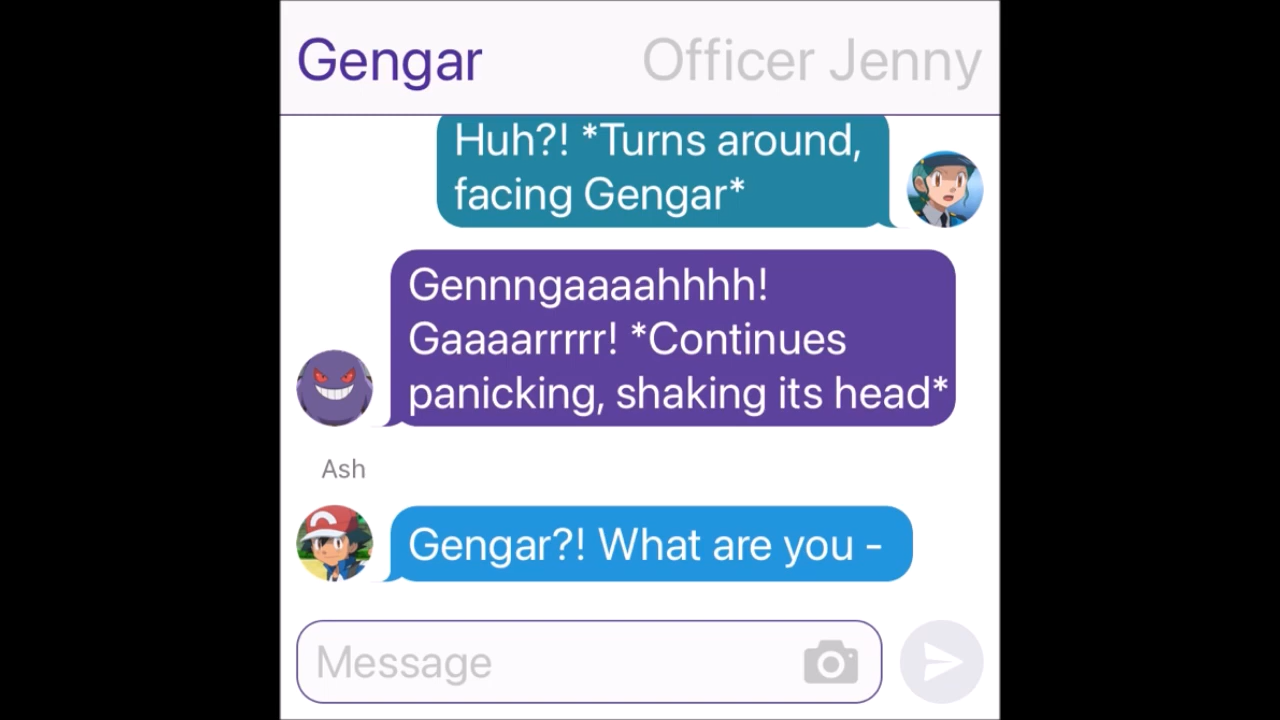 Gengar
Officer Jenny
Huh?! *Turns around,
facing Gengar*
Gennngaaaahhhh!
Gaaaarrrrr! *Continues
panicking, shaking its head*
Ash
Gengar?! What are you -
Message